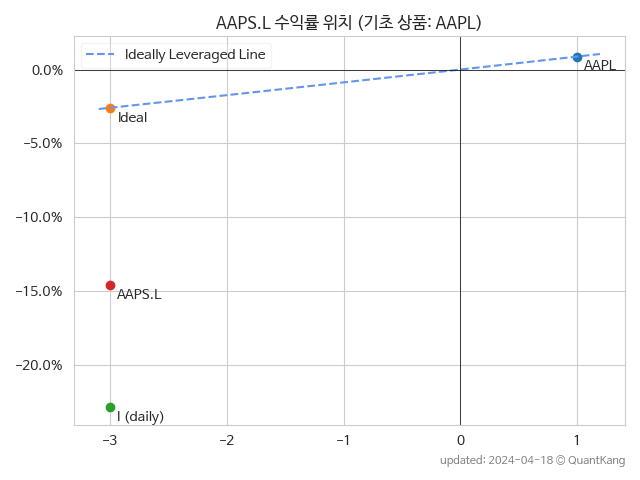 AAPS.L 수익률 위치 (기초 상품: AAPL)
Ideally Leveraged Line
0.0%
AAPL
Ideal
−5.0%
−10.0%
−15.0%
AAPS.L
−20.0%
I (daily)
−3 −2 −1 0 1
updated: 2024-04-18 © QuantKang